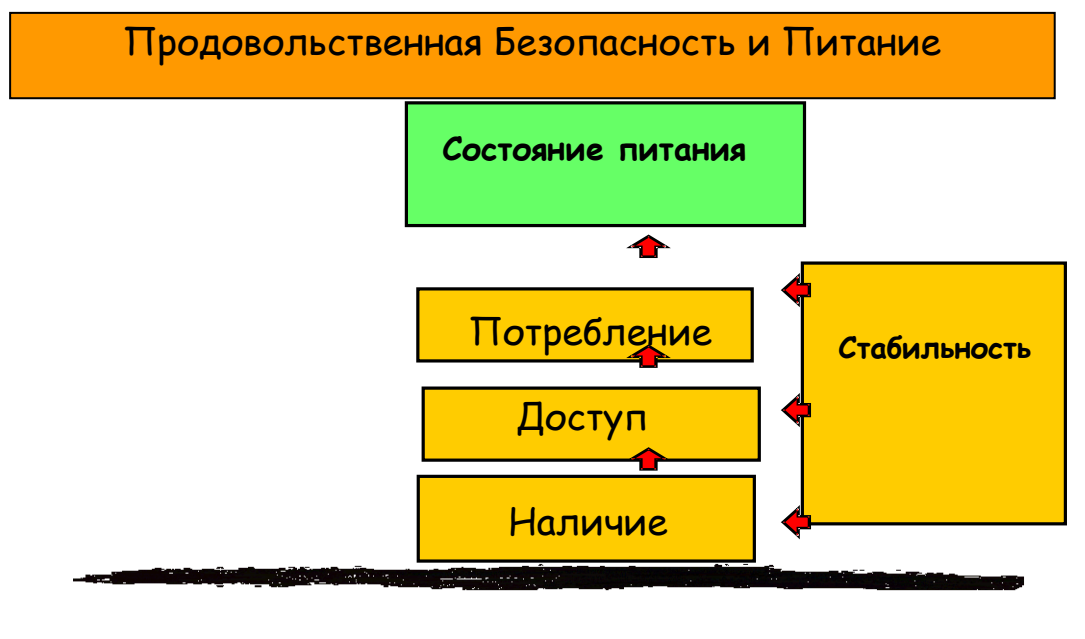 Продовольственная Безопасность и Питание
Состояние питания
Потребление
Стабильность
Доступ
Наличие